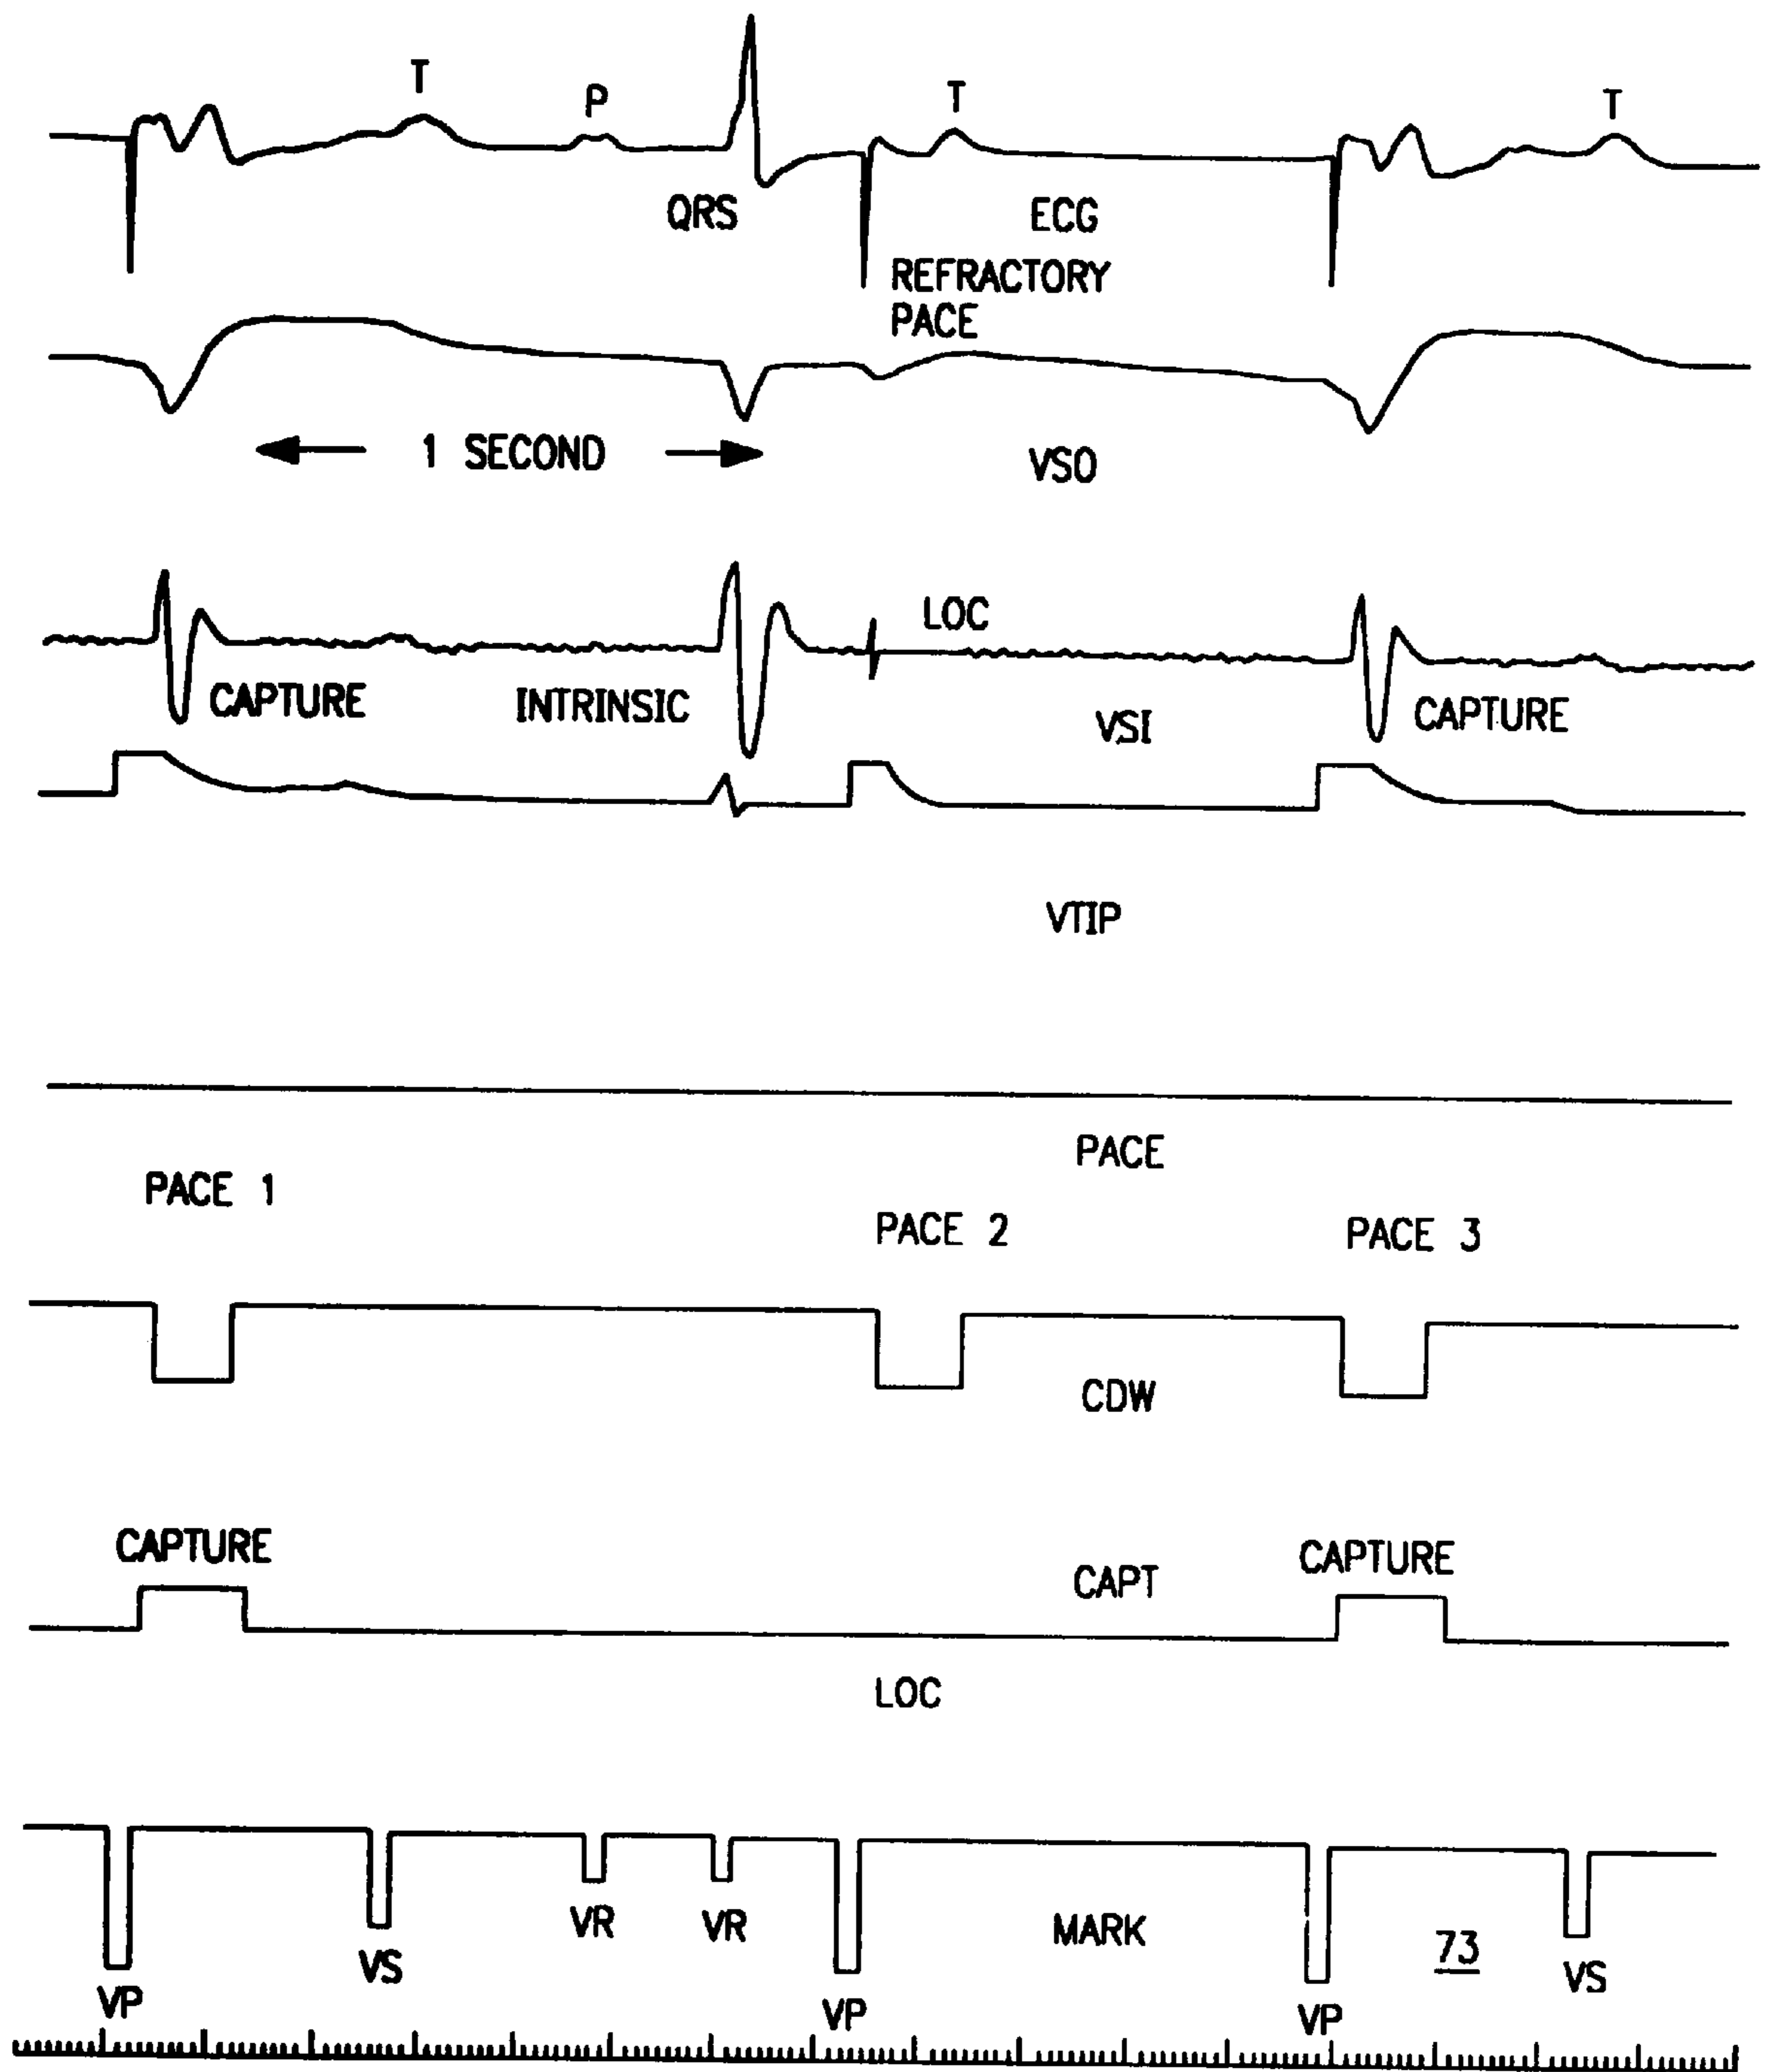 T
P
T
T
QRS
ECG
REFRACTORY
PACE
1 SECOND
VSO
LOC
CAPTURE
INTRINSIC
VSI
CAPTURE
VTIP
PACE
PACE 1
PACE 2
PACE 3
CDW
CAPTURE
CAPT
CAPTURE
LOC
VR
VR
MARK
73
VS
VS
VP
VP
VP